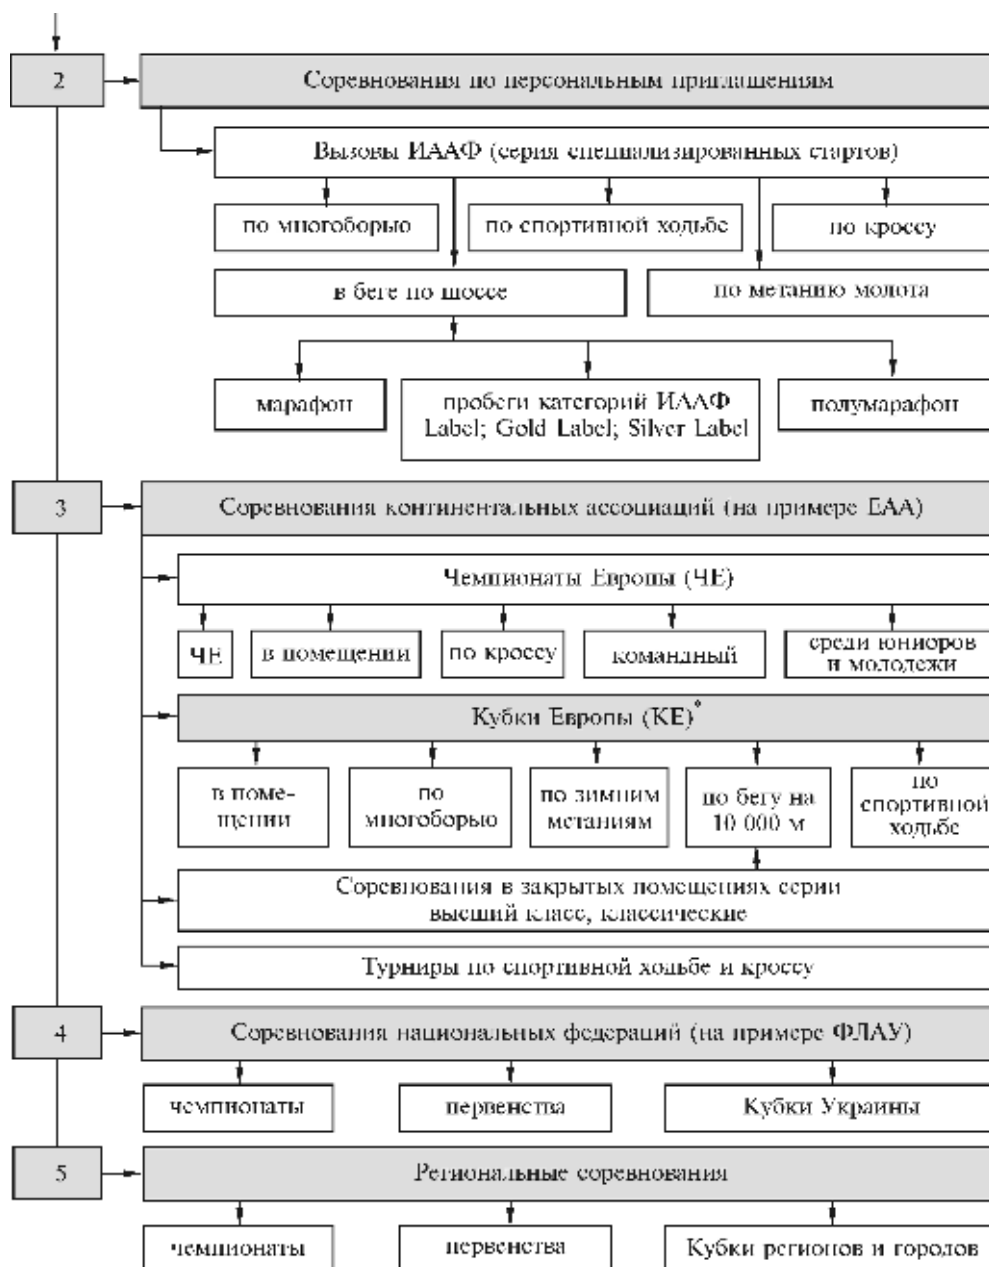 2
Соревнования по персональным приглашениям
Вызовы ИААФ (серия специализированных стартов)
по многоборью
по спортивной ходьбе
по кроссу
в беге по шоссе
по метанию молота
марафон
пробеги категорий ИААФ
Label; Gold Label; Silver Label
полумарафон
3
Соревнования континентальных ассоциаций (на примере ЕАА)
Чемпионаты Европы (ЧЕ)
ЧЕ
в помещении
по кроссу
командный
среди юниоров
и молодежи
Кубки Европы (КЕ)*
в поме-
щении
по
многоборью
по зимним
метаниям
по бегу на
10 000 м
по
спортивной
ходьбе
Соревнования в закрытых помещениях серии
высший класс, классические
Турниры по спортивной ходьбе и кроссу
4
Соревнования национальных федераций (на примере ФЛАУ)
чемпионаты
первенства
Кубки Украины
5
Региональные соревнования
чемпионаты
первенства
Кубки регионов и городов